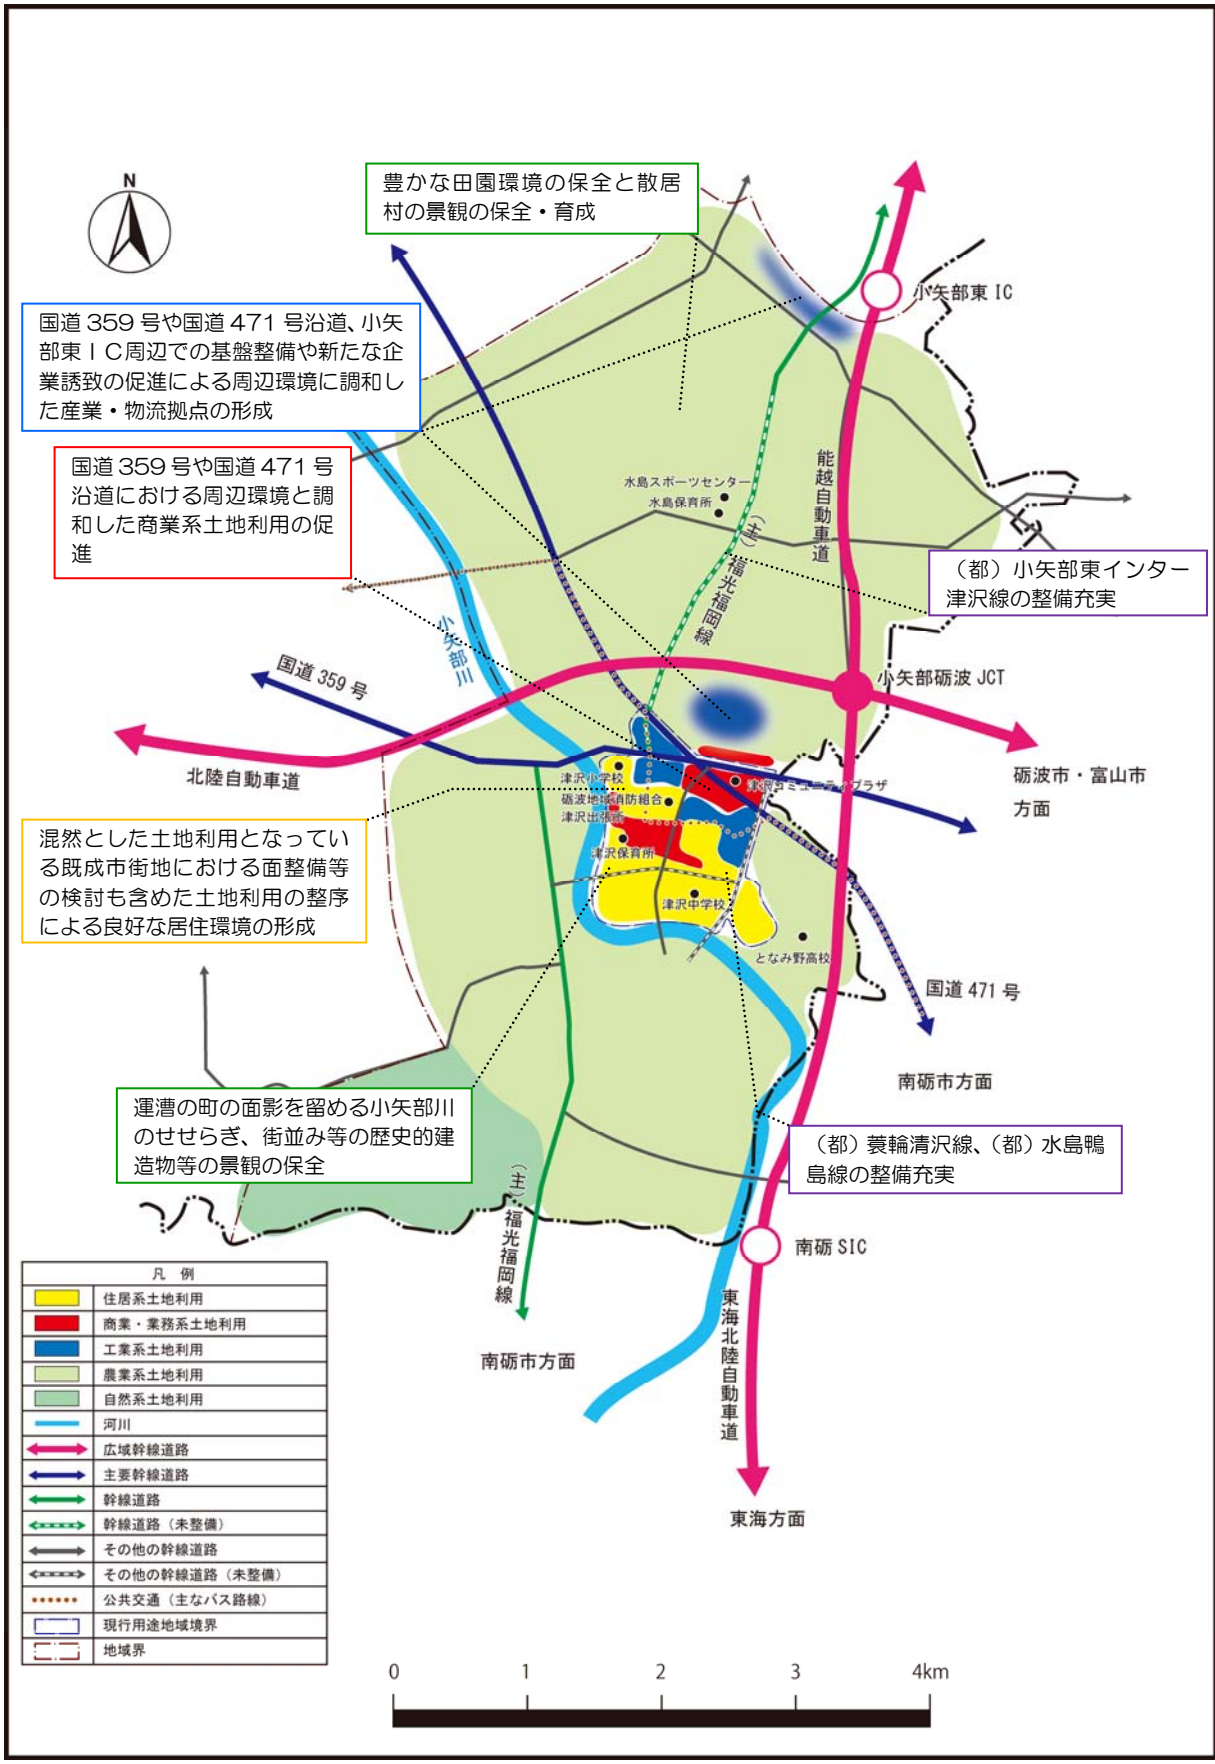 N
豊かな田園環境の保全と散居
村の景観の保全・育成
小矢部東 IC
国道 359 号や国道 471 号沿道、小矢
部東ＩＣ周辺での基盤整備や新たな企
業誘致の促進による周辺環境に調和し
た産業・物流拠点の形成
国道 359 号や国道 471 号
沿道における周辺環境と調
和した商業系土地利用の促
進
水島スポーツセンター
水島保育所
能越自動車道
（主）福光福岡線
（都）小矢部東インター
津沢線の整備充実
小矢部川
国道 359 号
小矢部砺波 JCT
北陸自動車道
砺波市・富山市
方面
津沢小学校
津沢コミュニティプラザ
砺波地域消防組合
津沢出張所
津沢保育所
混然とした土地利用となってい
る既成市街地における面整備等
の検討も含めた土地利用の整序
による良好な居住環境の形成
津沢中学校
となみ野高校
国道 471 号
南砺市方面
運漕の町の面影を留める小矢部川
のせせらぎ、街並み等の歴史的建
造物等の景観の保全
（都）蓑輪清沢線、（都）水島鴨
島線の整備充実
（主）福光福岡線
南砺 SIC
南砺市方面
東海北陸自動車道
東海方面
凡 例
住居系土地利用
商業・業務系土地利用
工業系土地利用
農業系土地利用
自然系土地利用
河川
広域幹線道路
主要幹線道路
幹線道路
幹線道路（未整備）
その他の幹線道路
その他の幹線道路（未整備）
公共交通（主なバス路線）
現行用途地域境界
地域界
0 1 2 3 4km